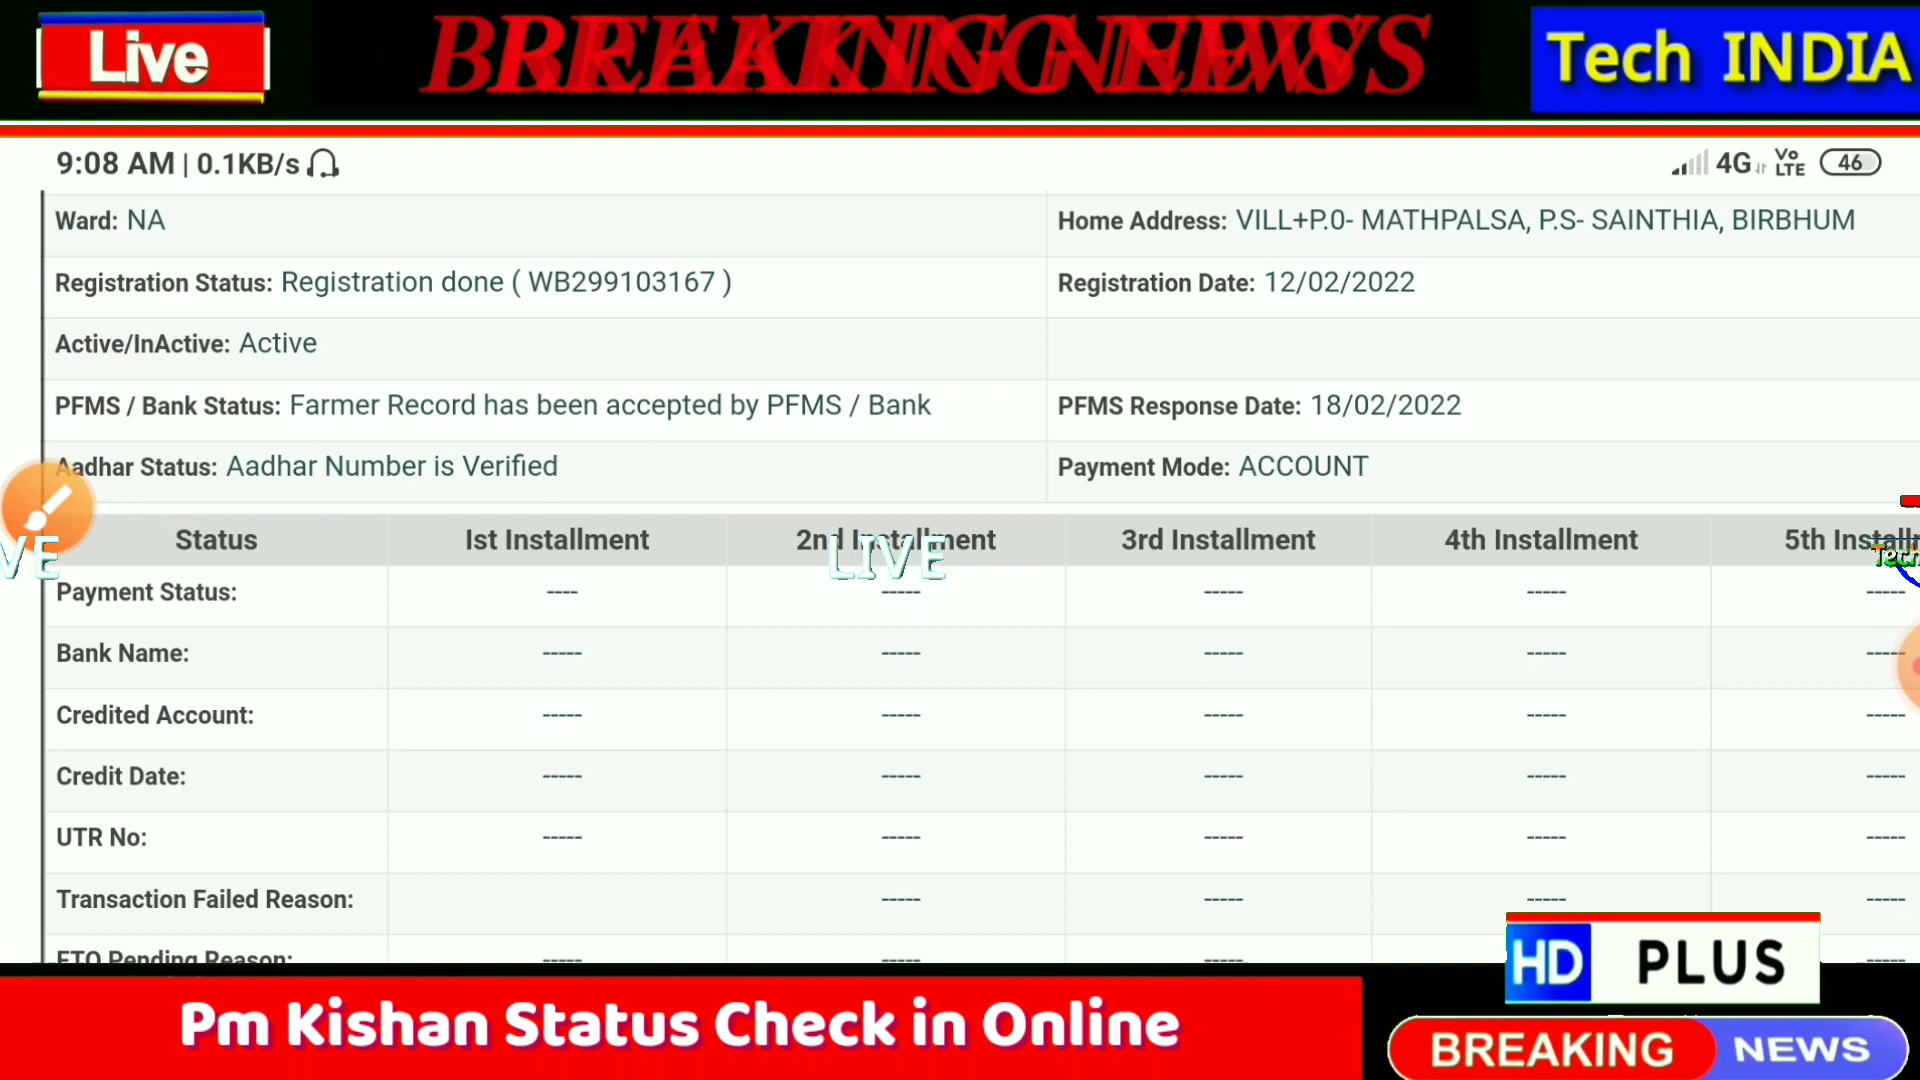 Live
BREAKING NEWS
Tech INDIA
9:08 AM | 0.1KB/s
4G VoLTE 46
Ward: NA
Home Address: VILL+P.0- MATHPALSA, P.S- SAINTHIA, BIRBHUM
Registration Status: Registration done ( WB299103167 )
Registration Date: 12/02/2022
Active/InActive: Active
PFMS / Bank Status: Farmer Record has been accepted by PFMS / Bank
PFMS Response Date: 18/02/2022
Aadhar Status: Aadhar Number is Verified
Payment Mode: ACCOUNT
Status Ist Installment 2nd Installment 3rd Installment 4th Installment 5th Install
VE LIVE Tech
Payment Status: ---- ----- ----- ----- -----
Bank Name: ----- ----- ----- ----- -----
Credited Account: ----- ----- ----- ----- -----
Credit Date: ----- ----- ----- ----- -----
UTR No: ----- ----- ----- ----- -----
Transaction Failed Reason: ----- ----- ----- -----
FTO Pending Reason: ----- ----- ----- -----
HD PLUS
Pm Kishan Status Check in Online
BREAKING NEWS